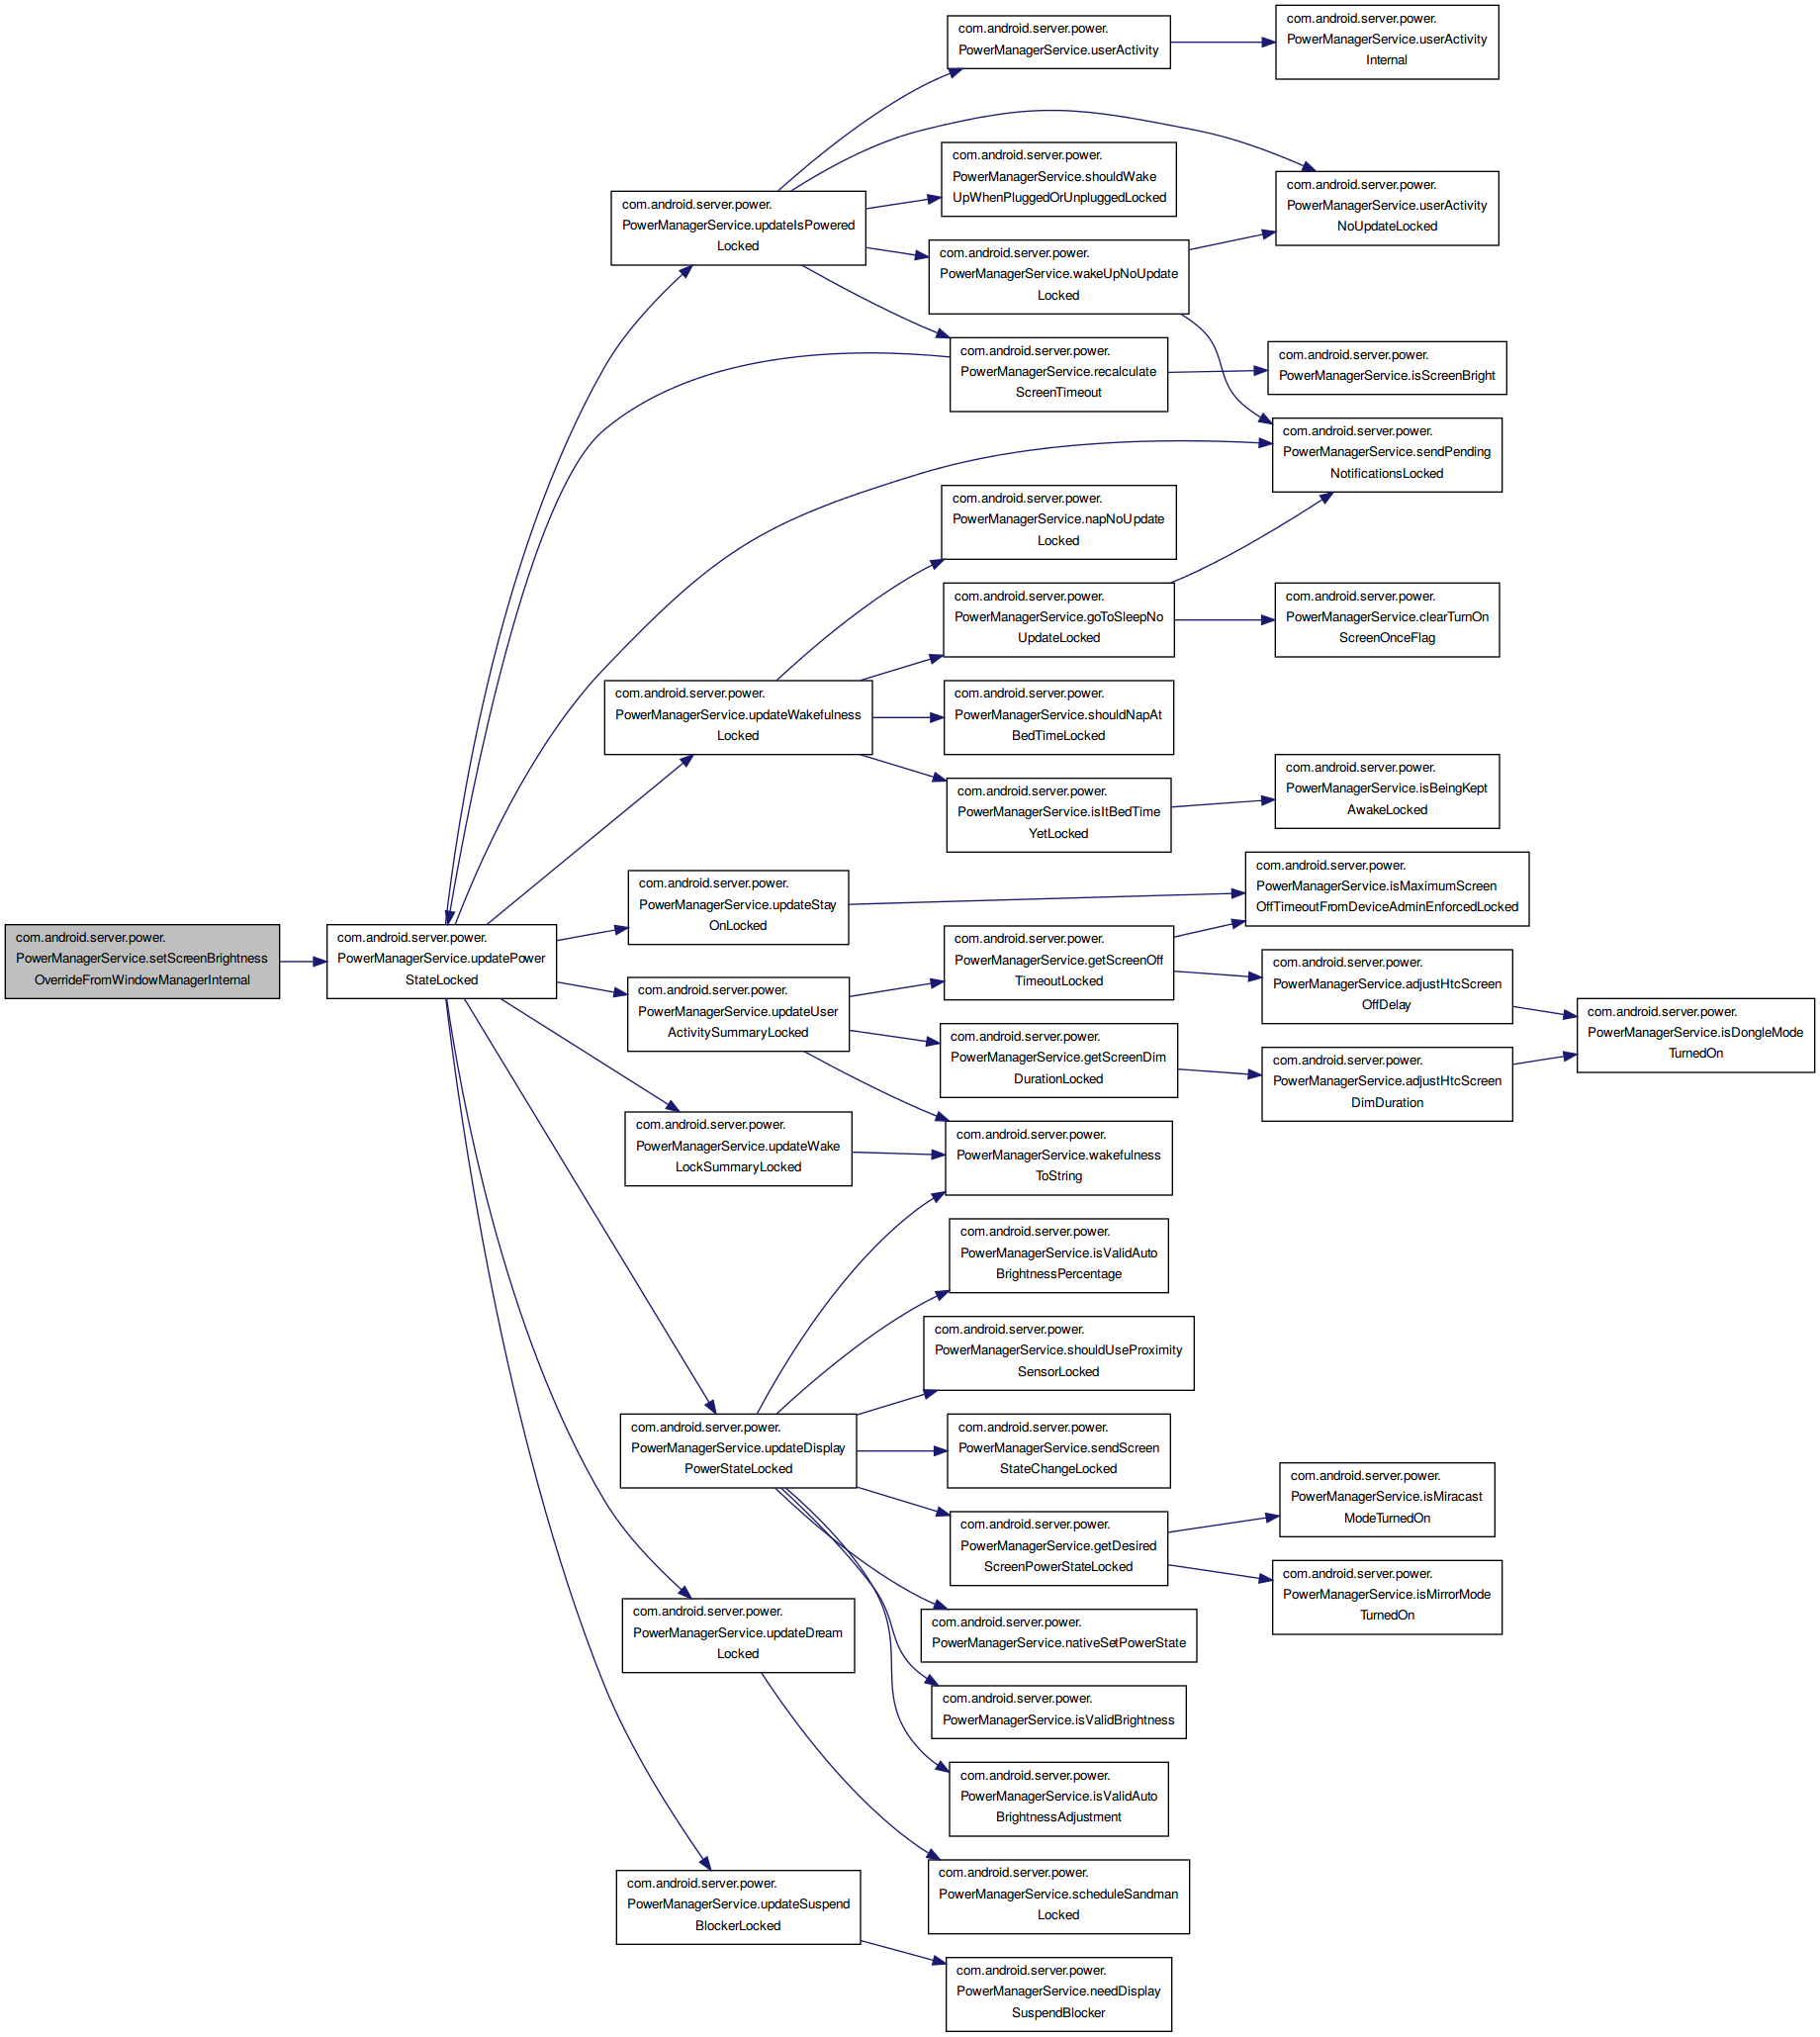 com.android.server.power.
PowerManagerService.userActivity
com.android.server.power.
PowerManagerService.userActivity
Internal
com.android.server.power.
PowerManagerService.shouldWake
UpWhenPluggedOrUnpluggedLocked
com.android.server.power.
PowerManagerService.userActivity
NoUpdateLocked
com.android.server.power.
PowerManagerService.updateIsPowered
Locked
com.android.server.power.
PowerManagerService.wakeUpNoUpdate
Locked
com.android.server.power.
PowerManagerService.recalculate
ScreenTimeout
com.android.server.power.
PowerManagerService.isScreenBright
com.android.server.power.
PowerManagerService.sendPending
NotificationsLocked
com.android.server.power.
PowerManagerService.napNoUpdate
Locked
com.android.server.power.
PowerManagerService.goToSleepNo
UpdateLocked
com.android.server.power.
PowerManagerService.clearTurnOn
ScreenOnceFlag
com.android.server.power.
PowerManagerService.updateWakefulness
Locked
com.android.server.power.
PowerManagerService.shouldNapAt
BedTimeLocked
com.android.server.power.
PowerManagerService.isItBedTime
YetLocked
com.android.server.power.
PowerManagerService.isBeingKept
AwakeLocked
com.android.server.power.
PowerManagerService.updateStay
OnLocked
com.android.server.power.
PowerManagerService.isMaximumScreen
OffTimeoutFromDeviceAdminEnforcedLocked
com.android.server.power.
PowerManagerService.setScreenBrightness
OverrideFromWindowManagerInternal
com.android.server.power.
PowerManagerService.updatePower
StateLocked
com.android.server.power.
PowerManagerService.getScreenOff
TimeoutLocked
com.android.server.power.
PowerManagerService.adjustHtcScreen
OffDelay
com.android.server.power.
PowerManagerService.updateUser
ActivitySummaryLocked
com.android.server.power.
PowerManagerService.isDongleMode
TurnedOn
com.android.server.power.
PowerManagerService.getScreenDim
DurationLocked
com.android.server.power.
PowerManagerService.adjustHtcScreen
DimDuration
com.android.server.power.
PowerManagerService.updateWake
LockSummaryLocked
com.android.server.power.
PowerManagerService.wakefulness
ToString
com.android.server.power.
PowerManagerService.isValidAuto
BrightnessPercentage
com.android.server.power.
PowerManagerService.shouldUseProximity
SensorLocked
com.android.server.power.
PowerManagerService.updateDisplay
PowerStateLocked
com.android.server.power.
PowerManagerService.sendScreen
StateChangeLocked
com.android.server.power.
PowerManagerService.isMiracast
ModeTurnedOn
com.android.server.power.
PowerManagerService.getDesired
ScreenPowerStateLocked
com.android.server.power.
PowerManagerService.isMirrorMode
TurnedOn
com.android.server.power.
PowerManagerService.updateDream
Locked
com.android.server.power.
PowerManagerService.nativeSetPowerState
com.android.server.power.
PowerManagerService.isValidBrightness
com.android.server.power.
PowerManagerService.isValidAuto
BrightnessAdjustment
com.android.server.power.
PowerManagerService.scheduleSandman
Locked
com.android.server.power.
PowerManagerService.updateSuspend
BlockerLocked
com.android.server.power.
PowerManagerService.needDisplay
SuspendBlocker